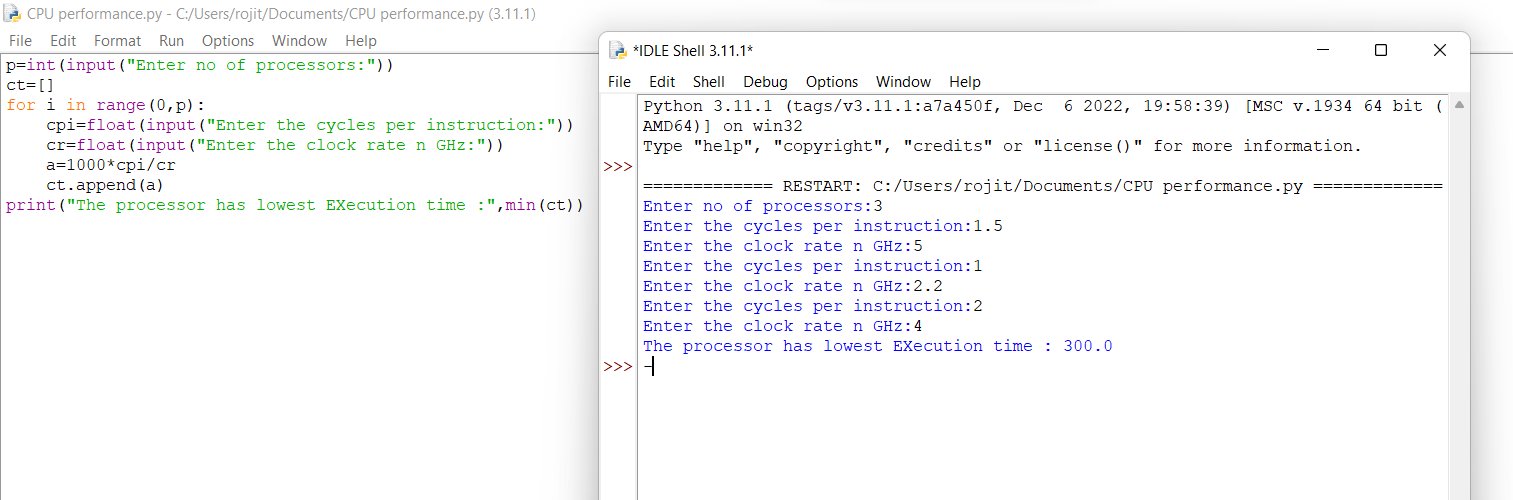 CPU performance.py - C:/Users/rojit/Documents/CPU performance.py (3.11.1)
File Edit Format Run Options Window Help
p=int(input("Enter no of processors:"))
ct=[]
for i in range(0,p):
    cpi=float(input("Enter the cycles per instruction:"))
    cr=float(input("Enter the clock rate n GHz:"))
    a=1000*cpi/cr
    ct.append(a)
print("The processor has lowest EXecution time :",min(ct))
*IDLE Shell 3.11.1*
File Edit Shell Debug Options Window Help
Python 3.11.1 (tags/v3.11.1:a7a450f, Dec  6 2022, 19:58:39) [MSC v.1934 64 bit (
AMD64)] on win32
Type "help", "copyright", "credits" or "license()" for more information.
>>>
============= RESTART: C:/Users/rojit/Documents/CPU performance.py =============
Enter no of processors:3
Enter the cycles per instruction:1.5
Enter the clock rate n GHz:5
Enter the cycles per instruction:1
Enter the clock rate n GHz:2.2
Enter the cycles per instruction:2
Enter the clock rate n GHz:4
The processor has lowest EXecution time : 300.0
>>> -